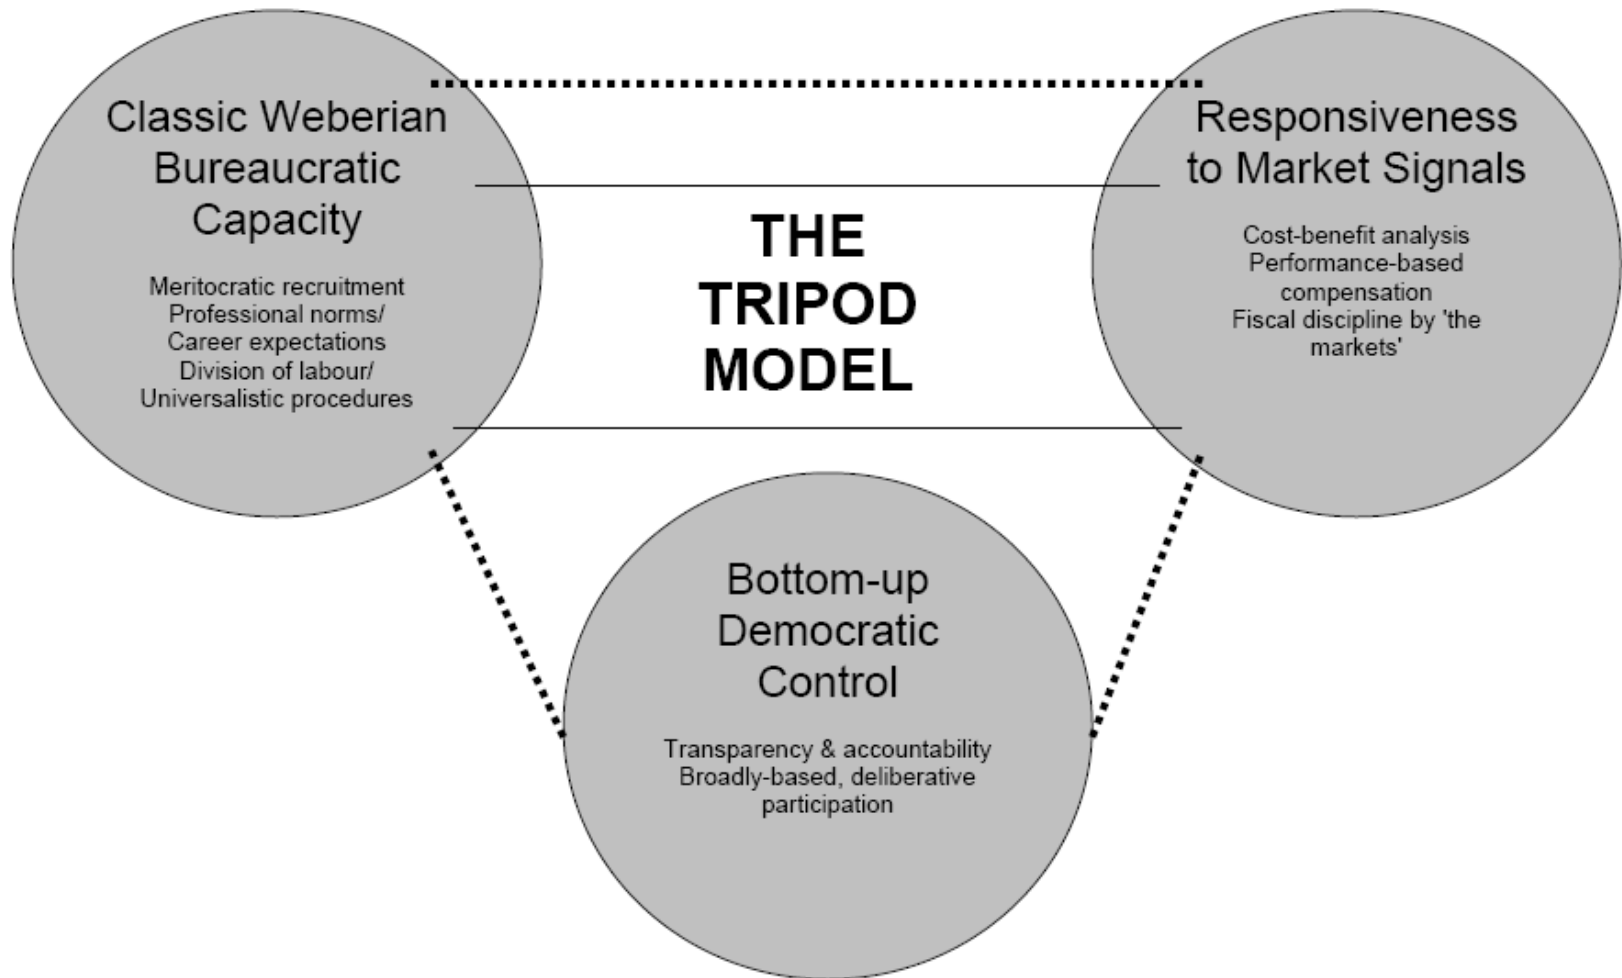 Classic Weberian
Bureaucratic
Capacity
Meritocratic recruitment
Professional norms/
Career expectations
Division of labour/
Universalistic procedures
THE
TRIPOD
MODEL
Responsiveness
to Market Signals
Cost-benefit analysis
Performance-based
compensation
Fiscal discipline by 'the
markets'
Bottom-up
Democratic
Control
Transparency & accountability
Broadly-based, deliberative
participation